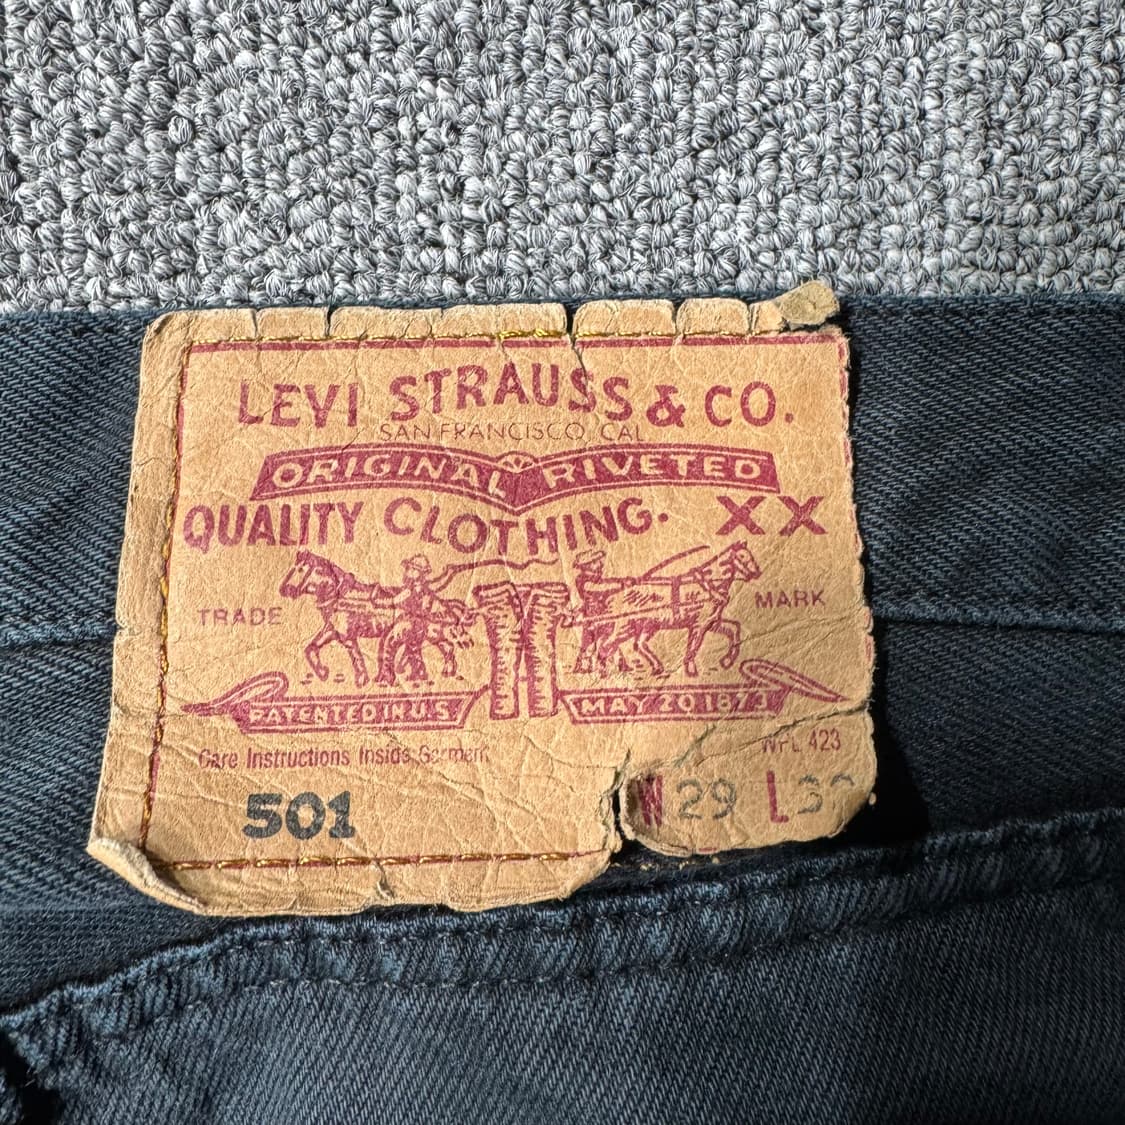 LEVI STRAUSS & CO.
SAN FRANCISCO, CAL
ORIGINAL RIVETED
QUALITY CLOTHING. XX
TRADE MARK
PATENTED IN U.S. MAY 20 1873
Care Instructions Inside Garment WPL 423
501 W 29 L